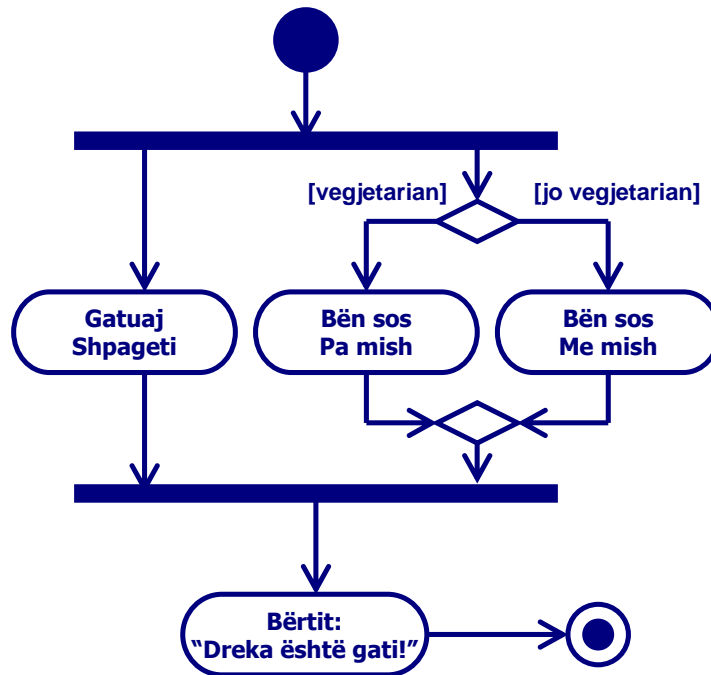 [vegjetarian]
[jo vegjetarian]
Gatuaj
Shpageti
Bën sos
Pa mish
Bën sos
Me mish
Bërtit:
“Dreka është gati!”